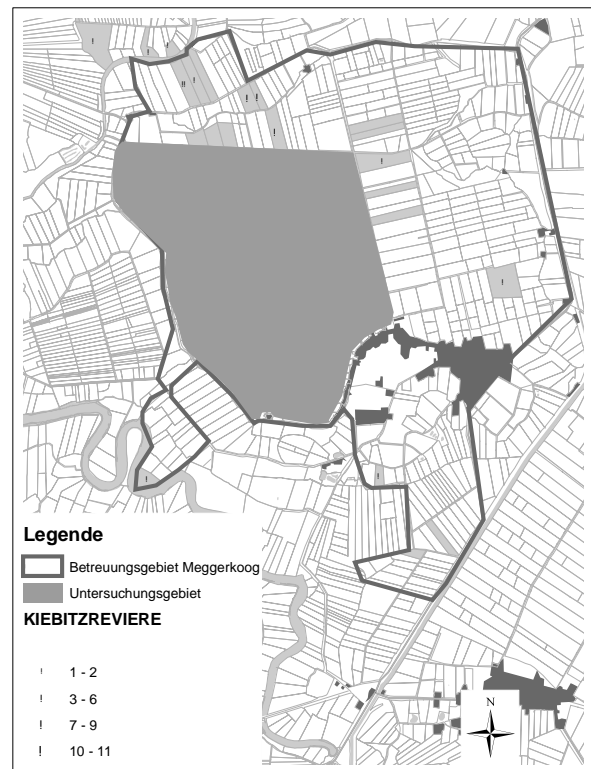 N
Legende
Betreuungsgebiet Meggerkoog
Untersuchungsgebiet
KIEBITZREVIERE
! 1 - 2
! 3 - 6
! 7 - 9
! 10 - 11